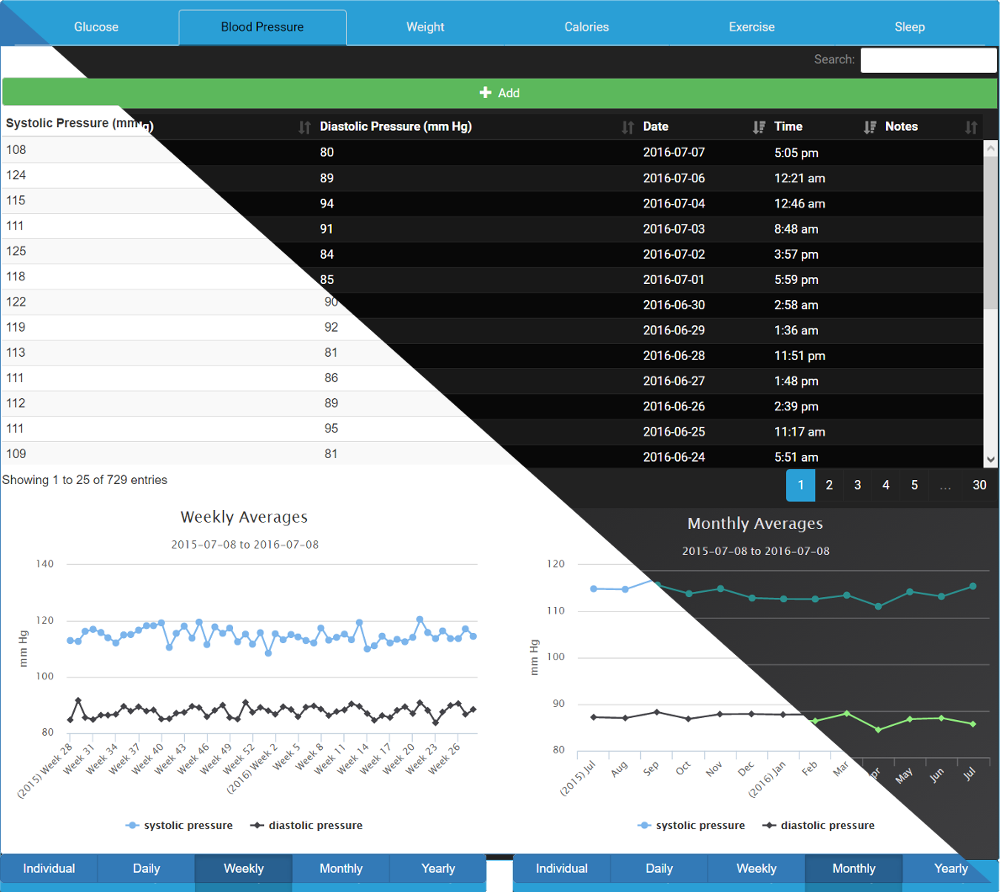 Glucose Blood Pressure Weight Calories Exercise Sleep
Search:
Add
Systolic Pressure (mm Hg) Diastolic Pressure (mm Hg) Date Time Notes
108 80 2016-07-07 5:05 pm
124 89 2016-07-06 12:21 am
115 94 2016-07-04 12:46 am
111 91 2016-07-03 8:48 am
125 84 2016-07-02 3:57 pm
118 85 2016-07-01 5:59 pm
122 90 2016-06-30 2:58 am
119 92 2016-06-29 1:36 am
113 81 2016-06-28 11:51 pm
111 86 2016-06-27 1:48 pm
112 89 2016-06-26 2:39 pm
111 95 2016-06-25 11:17 am
109 81 2016-06-24 5:51 am
Showing 1 to 25 of 729 entries
1 2 3 4 5 ... 30
Weekly Averages
2015-07-08 to 2016-07-08
mm Hg
140
120
100
80
(2015) Week 28 Week 31 Week 34 Week 37 Week 40 Week 43 Week 46 Week 49 Week 52 (2016) Week 2 Week 5 Week 8 Week 11 Week 14 Week 17 Week 20 Week 23 Week 26
systolic pressure diastolic pressure
Individual Daily Weekly Monthly Yearly
Monthly Averages
2015-07-08 to 2016-07-08
mm Hg
120
110
100
90
80
(2015) Jul Aug Sep Oct Nov Dec (2016) Jan Feb Mar Apr May Jun Jul
systolic pressure diastolic pressure
Individual Daily Weekly Monthly Yearly